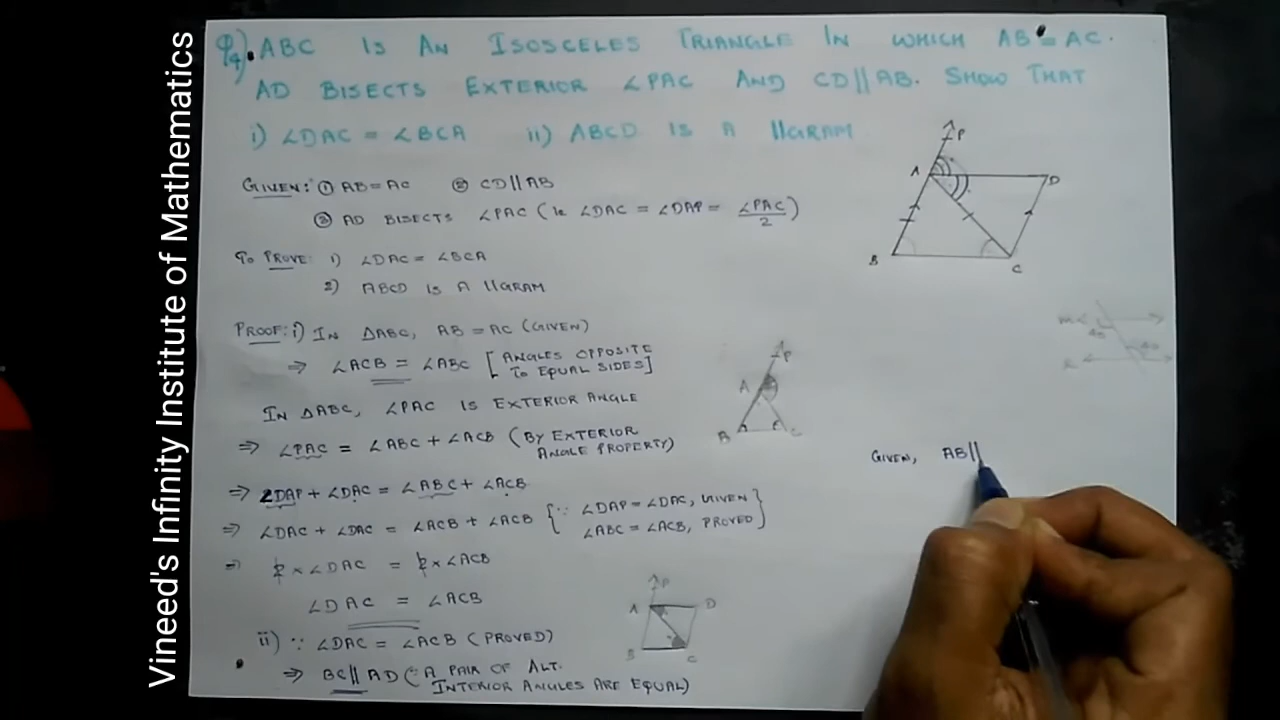 Vineed's Infinity Institute of Mathematics
Q4) ABC IS AN ISOSCELES TRIANGLE IN WHICH AB = AC.
AD BISECTS EXTERIOR ∠PAC AND CD||AB. SHOW THAT
i) ∠DAC = ∠BCA ii) ABCD IS A ||GRAM
GIVEN: ① AB = AC ② CD||AB
③ AD BISECTS ∠PAC (ie ∠DAC = ∠DAP = ∠PAC/2)
TO PROVE: 1) ∠DAC = ∠BCA
2) ABCD IS A ||GRAM
PROOF: i) IN ΔABC, AB = AC (GIVEN)
⇒ ∠ACB = ∠ABC [ANGLES OPPOSITE
TO EQUAL SIDES]
IN ΔABC, ∠PAC IS EXTERIOR ANGLE
⇒ ∠PAC = ∠ABC + ∠ACB (BY EXTERIOR
ANGLE PROPERTY)
⇒ ∠DAP + ∠DAC = ∠ABC + ∠ACB
⇒ ∠DAC + ∠DAC = ∠ACB + ∠ACB {∵ ∠DAP = ∠DAC, GIVEN
∠ABC = ∠ACB, PROVED}
⇒ 2 × ∠DAC = 2 × ∠ACB
∠DAC = ∠ACB
ii) ∵ ∠DAC = ∠ACB (PROVED)
⇒ BC || AD (∵ A PAIR OF ALT.
INTERIOR ANGLES ARE EQUAL)
P
A
D
B
C
P
A
B
C
P
A
D
B
C
GIVEN, AB||